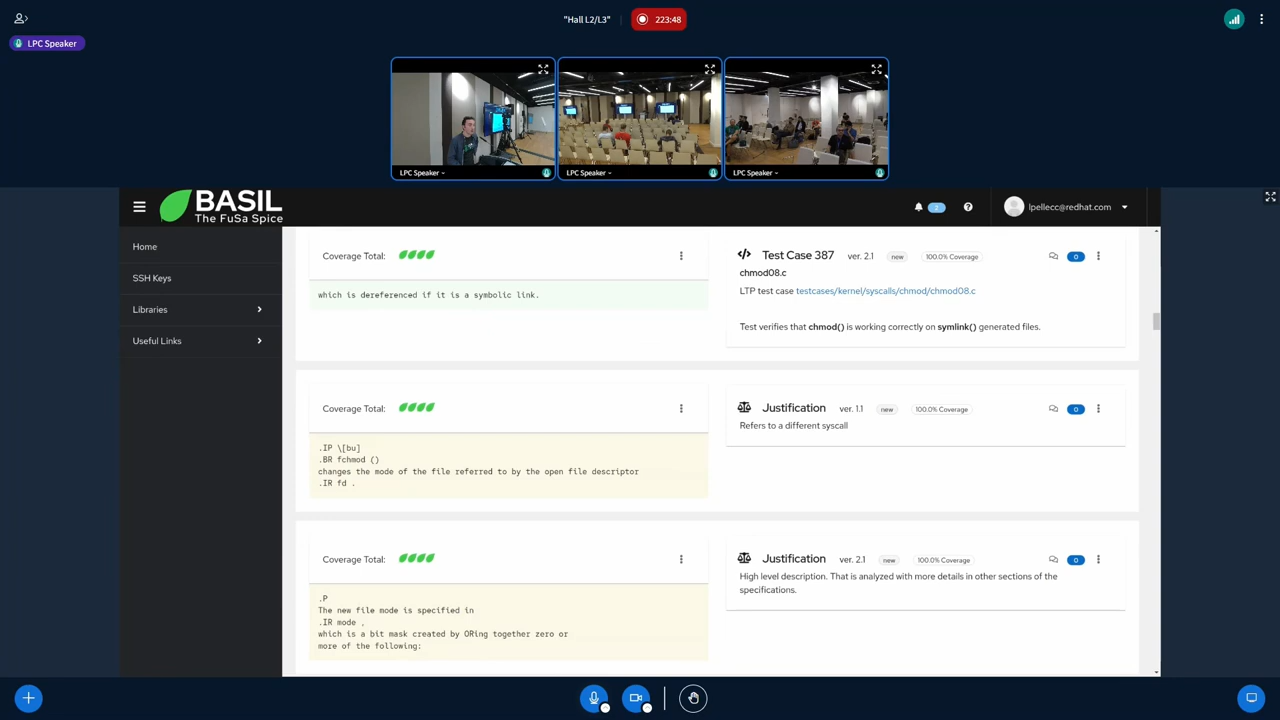 "Hall L2/L3"
223:48
LPC Speaker
LPC Speaker
LPC Speaker
LPC Speaker
BASIL
The FuSa Spice
2
lpellecc@redhat.com
Home
SSH Keys
Libraries
Useful Links
Coverage Total:
which is dereferenced if it is a symbolic link.
Test Case 387 ver. 2.1 new 100.0% Coverage 0
chmod08.c
LTP test case testcases/kernel/syscalls/chmod/chmod08.c
Test verifies that chmod() is working correctly on symlink() generated files.
Coverage Total:
.IP \[bu]
.BR fchmod ()
changes the mode of the file referred to by the open file descriptor
.IR fd .
Justification ver. 1.1 new 100.0% Coverage 0
Refers to a different syscall
Coverage Total:
.P
The new file mode is specified in
.IR mode ,
which is a bit mask created by ORing together zero or
more of the following:
Justification ver. 2.1 new 100.0% Coverage 0
High level description. That is analyzed with more details in other sections of the
specifications.